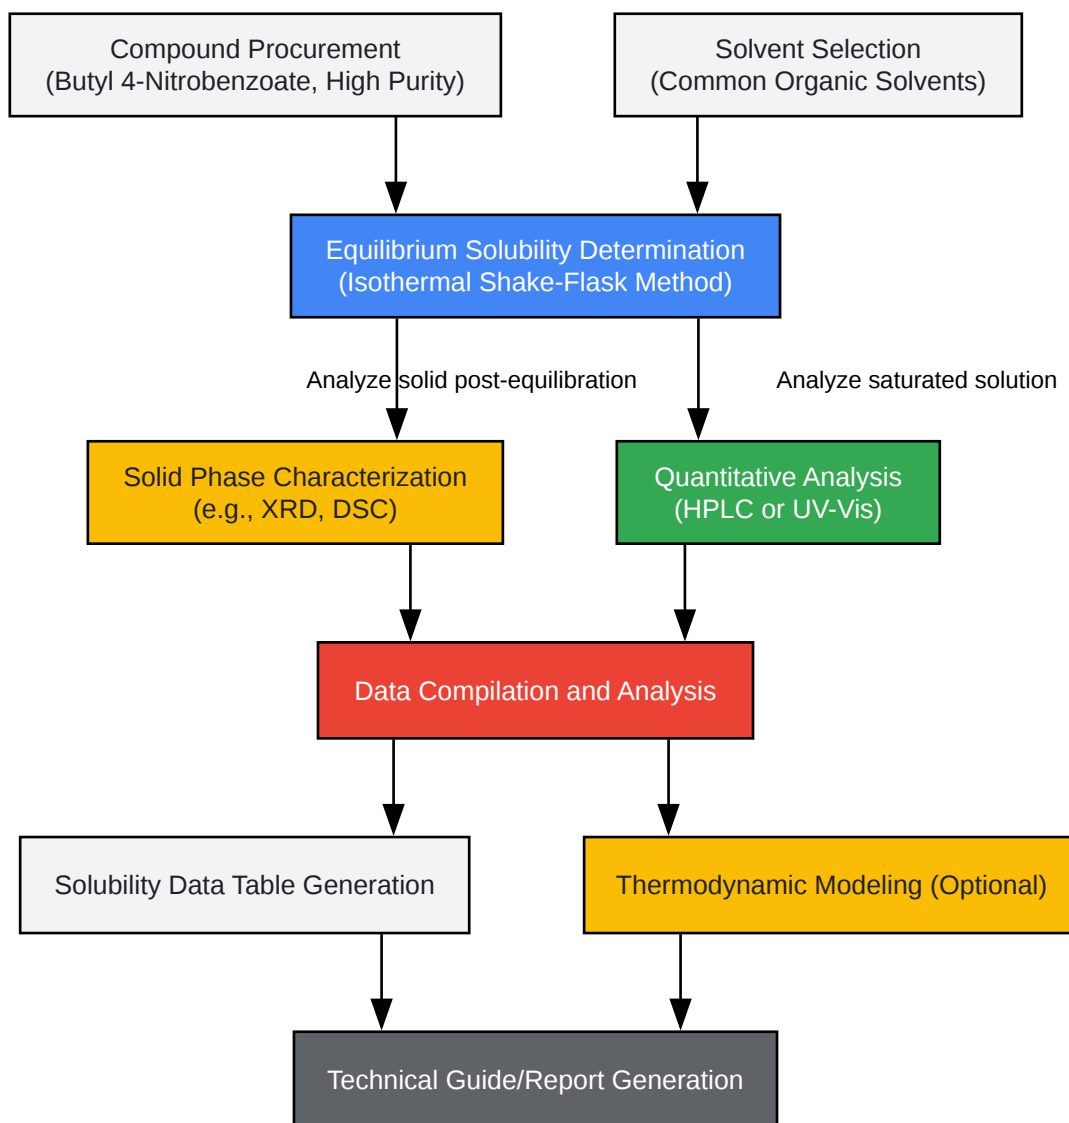 Compound Procurement
(Butyl 4-Nitrobenzoate, High Purity)
Solvent Selection
(Common Organic Solvents)
Equilibrium Solubility Determination
(Isothermal Shake-Flask Method)
Analyze solid post-equilibration
Analyze saturated solution
Solid Phase Characterization
(e.g., XRD, DSC)
Quantitative Analysis
(HPLC or UV-Vis)
Data Compilation and Analysis
Solubility Data Table Generation
Thermodynamic Modeling (Optional)
Technical Guide/Report Generation